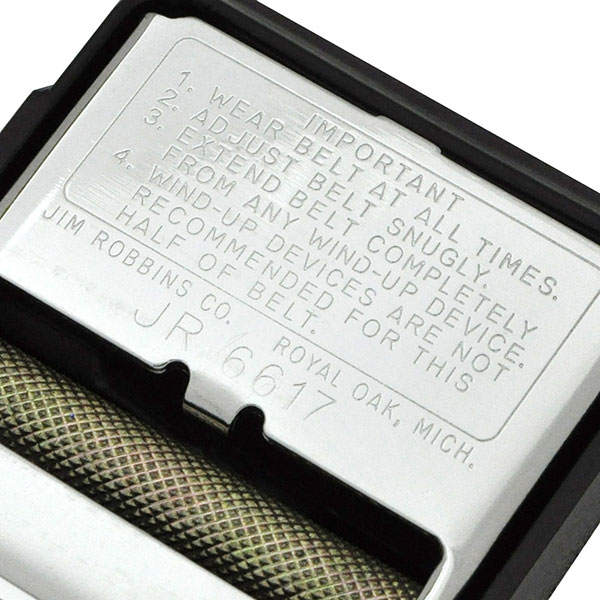 IMPORTANT
1. WEAR BELT AT ALL TIMES.
2. ADJUST BELT SNUGLY.
3. EXTEND BELT COMPLETELY
FROM ANY WIND-UP DEVICE.
4. WIND-UP DEVICES ARE NOT
RECOMMENDED FOR THIS
HALF OF BELT.
JIM ROBBINS CO. ROYAL OAK, MICH.
JR 6617